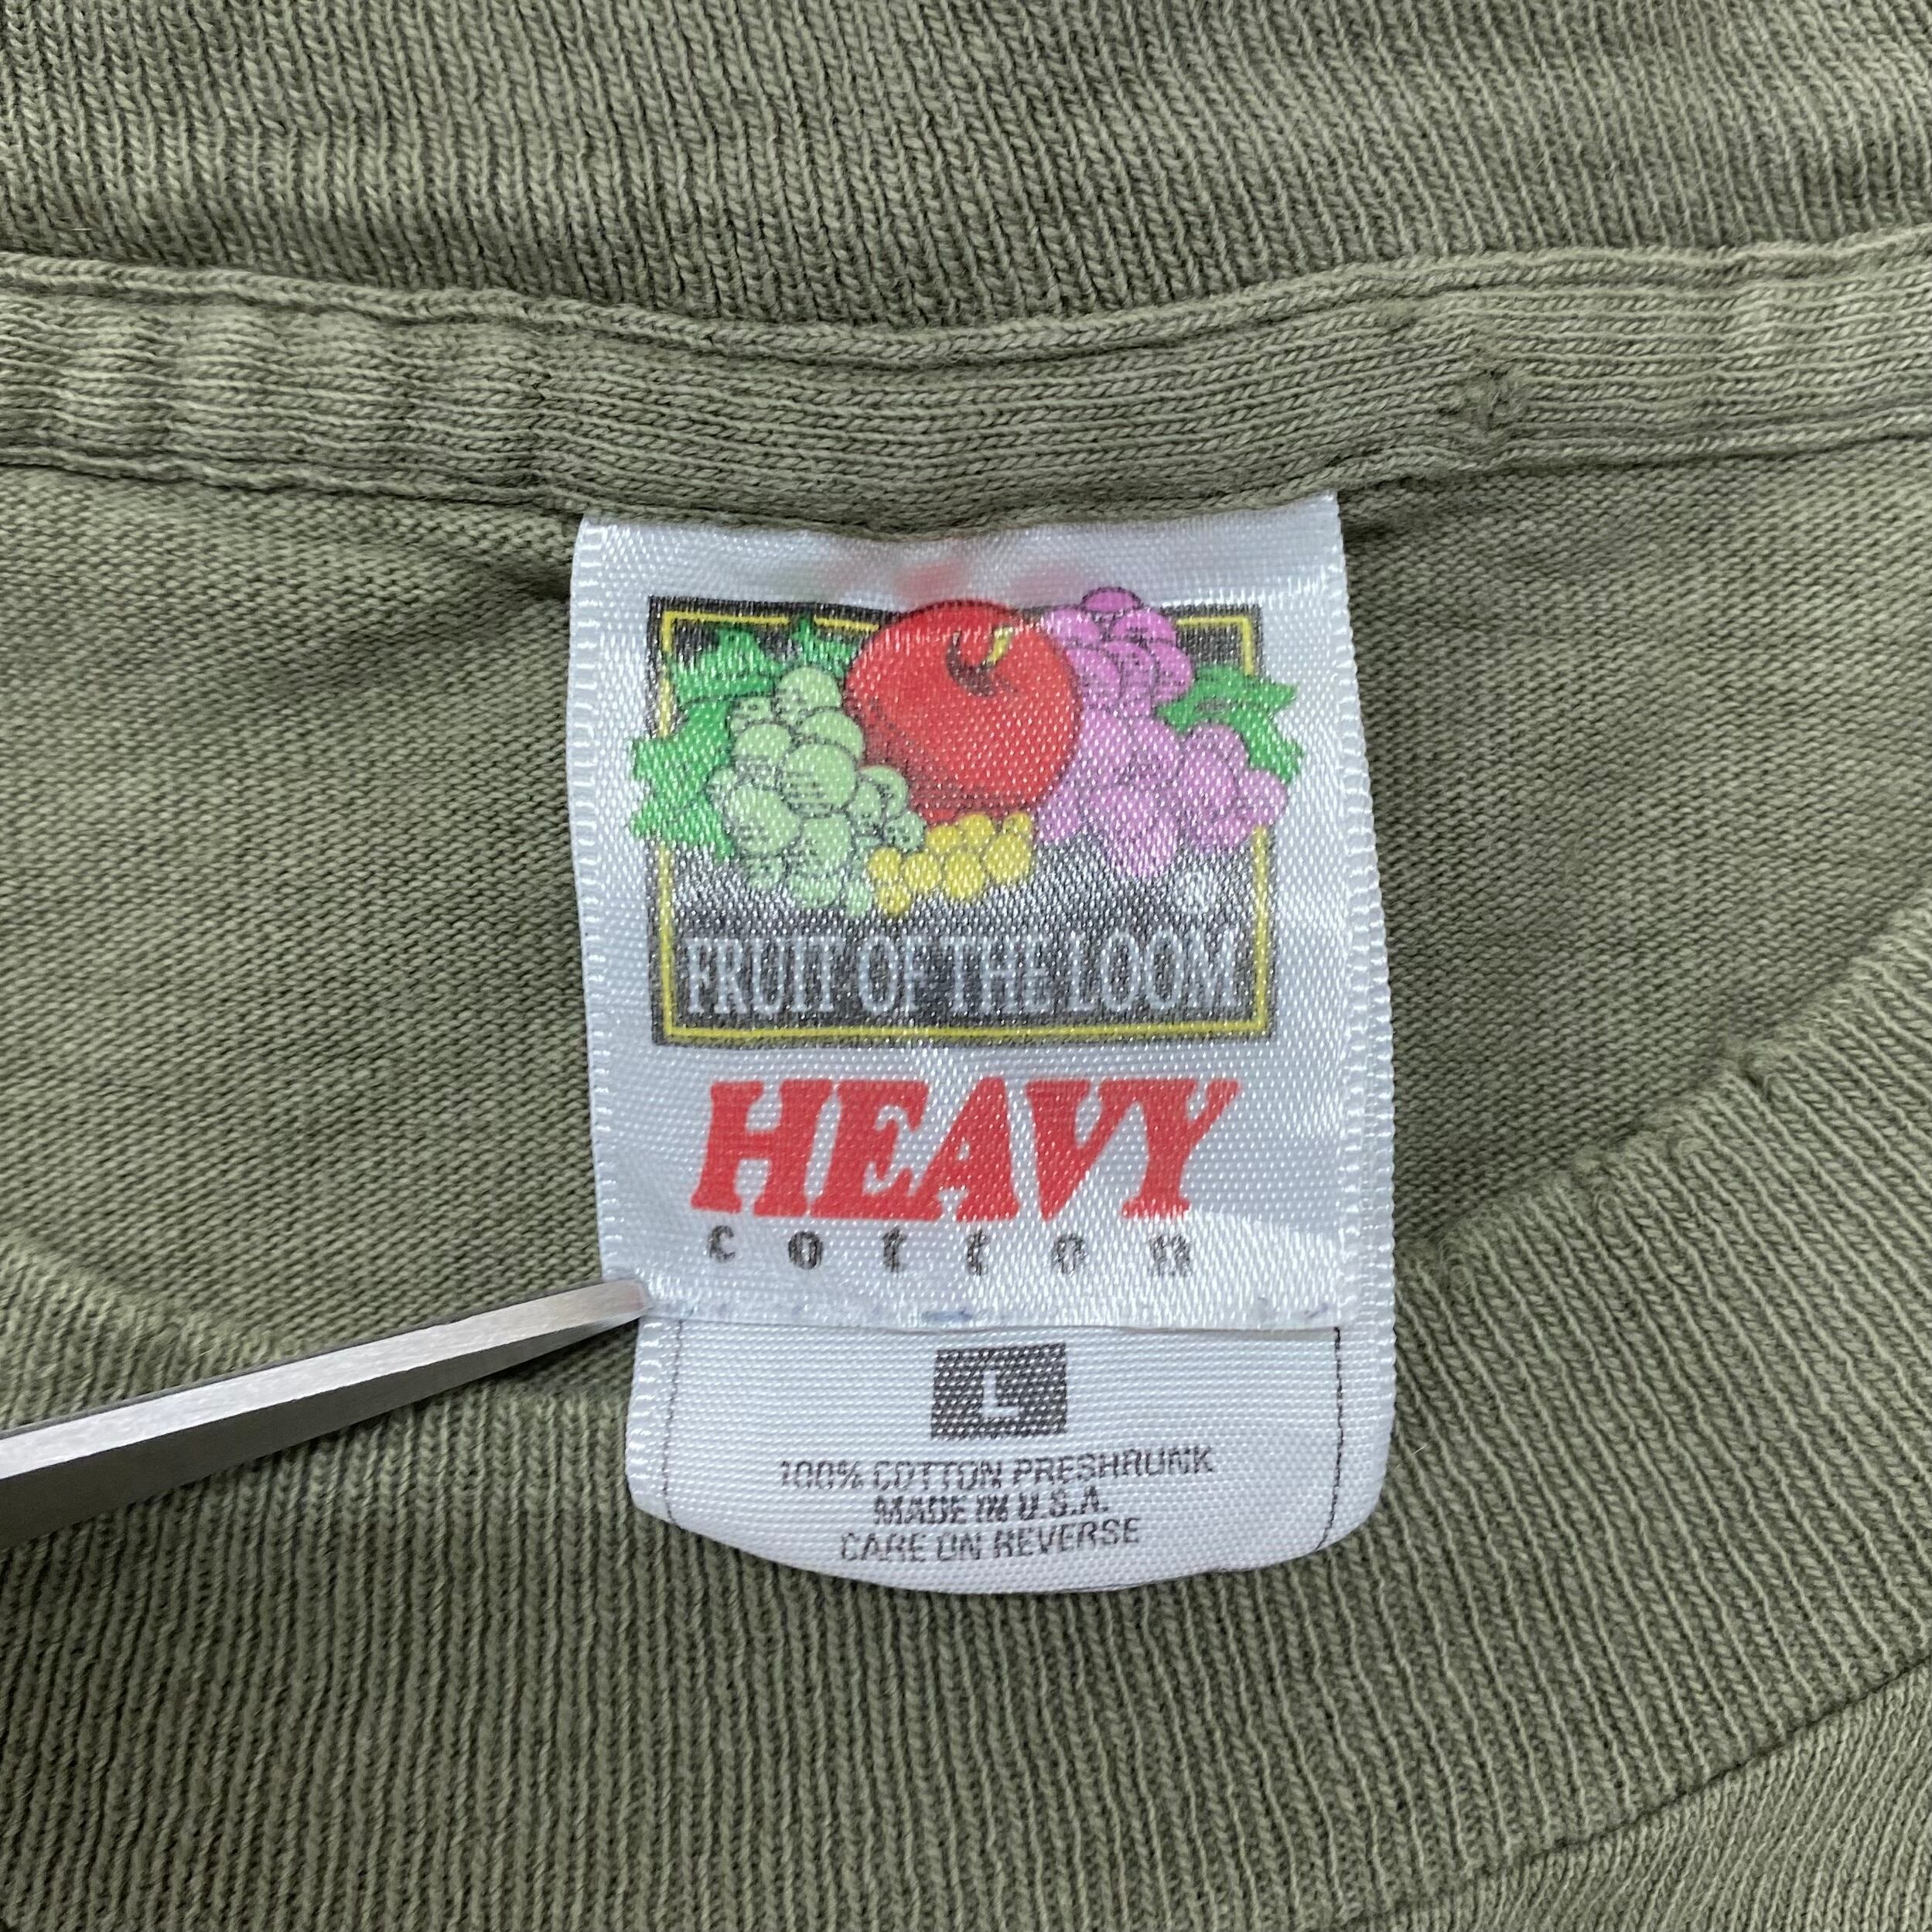 ®
FRUIT OF THE LOOM
HEAVY
cotton
L
100% COTTON PRESHRUNK
MADE IN U.S.A.
CARE ON REVERSE